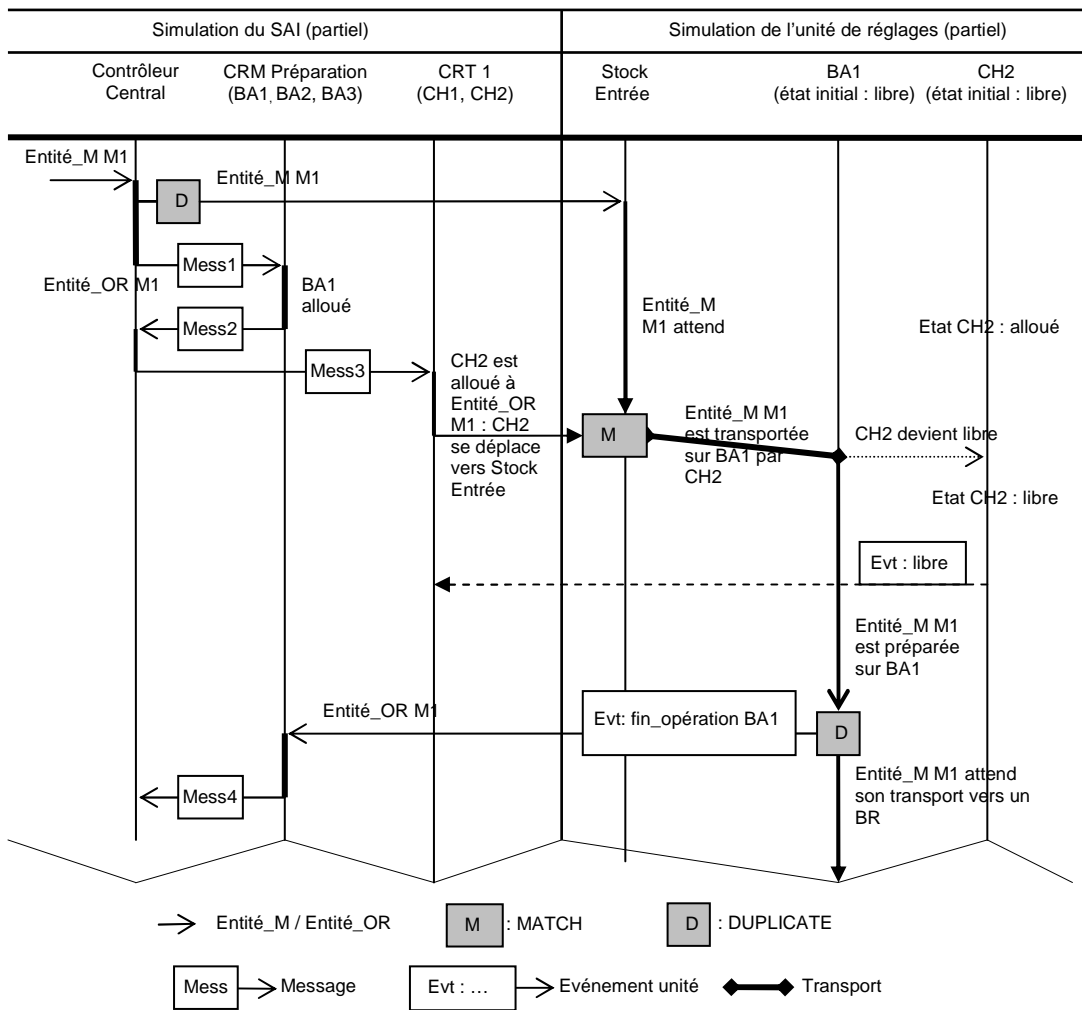 Simulation du SAI (partiel)
Simulation de l'unité de réglages (partiel)
Contrôleur
Central
CRM Préparation
(BA1, BA2, BA3)
CRT 1
(CH1, CH2)
Stock
Entrée
BA1
(état initial : libre)
CH2
(état initial : libre)
Entité_M M1
Entité_M M1
D
Mess1
Entité_OR M1
BA1
alloué
Mess2
Mess3
Entité_M
M1 attend
Etat CH2 : alloué
CH2 est
alloué à
Entité_OR
M1 : CH2
se déplace
vers Stock
Entrée
M
Entité_M M1
est transportée
sur BA1 par
CH2
CH2 devient libre
Etat CH2 : libre
Evt : libre
Entité_M M1
est préparée
sur BA1
Entité_OR M1
Evt: fin_opération BA1
D
Mess4
Entité_M M1 attend
son transport vers un
BR
Entité_M / Entité_OR
M
: MATCH
D
: DUPLICATE
Mess
Message
Evt : …
Evénement unité
Transport